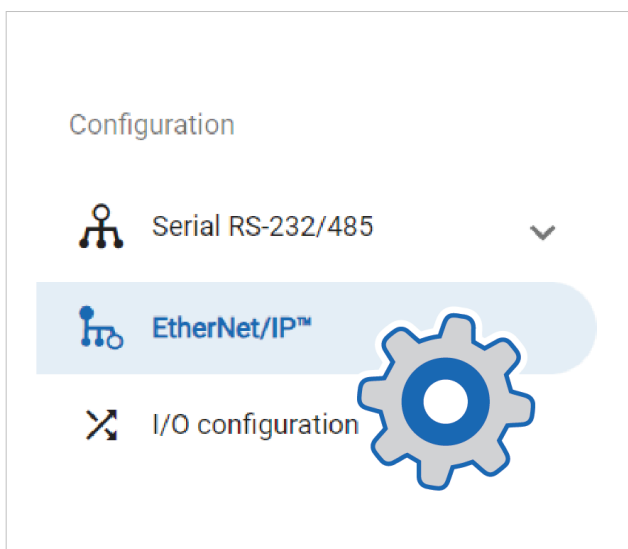 Configuration
Serial RS-232/485
EtherNet/IP™
I/O configuration